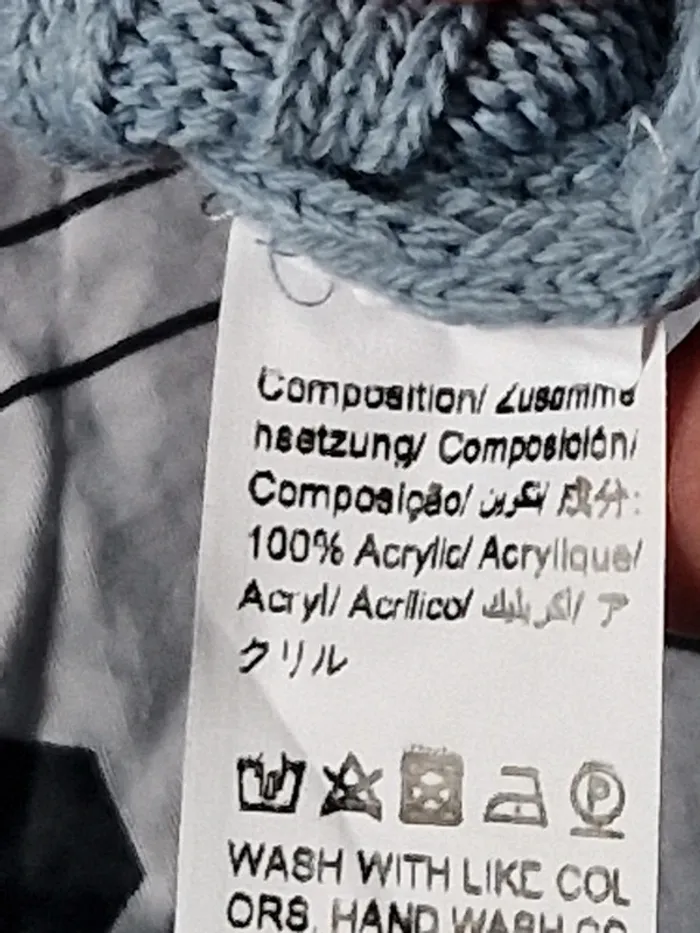 Composition/ Zusamme
nsetzung/ Composición/
Composição/ تكوين/ 成分:
100% Acrylic/ Acrylique/
Acryl/ Acrílico/ أكريليك/ ア
クリル
P
WASH WITH LIKE COL
ORS, HAND WASH CO